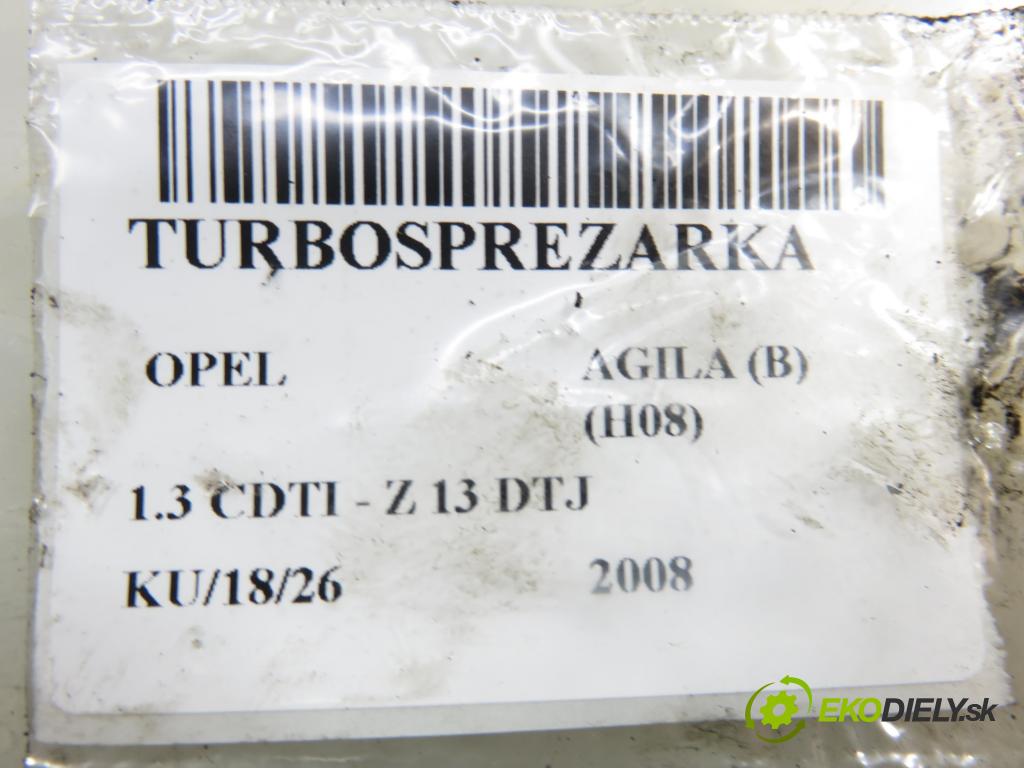 TURBOSPREZARKA
OPEL AGILA (B)
(H08)
1.3 CDTI - Z 13 DTJ
KU/18/26 2008
EKODIELY.sk